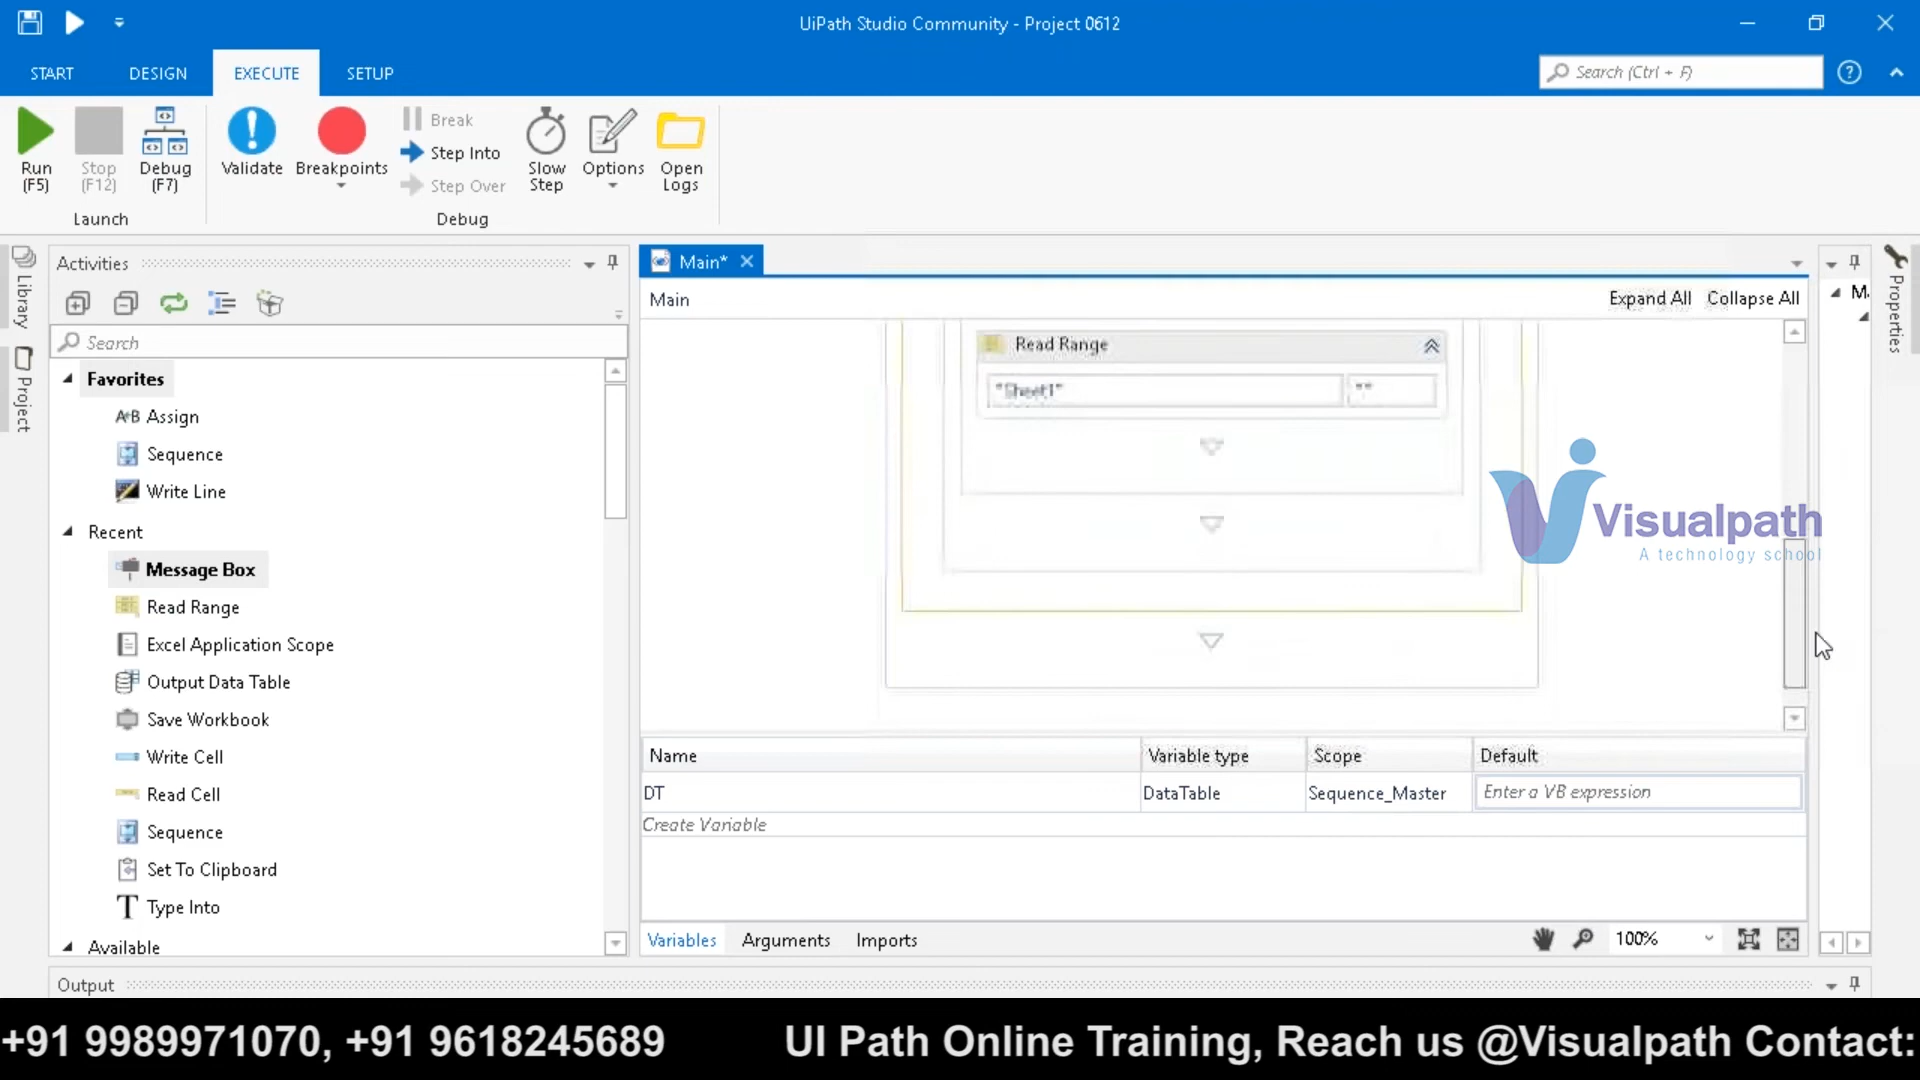 UiPath Studio Community - Project 0612
START DESIGN EXECUTE SETUP
Search (Ctrl + F)
Run (F5)
Stop (F12)
Debug (F7)
Launch
Validate
Breakpoints
Break
Step Into
Step Over
Slow Step
Options
Open Logs
Debug
Library
Project
Activities
Search
Favorites
A+B Assign
Sequence
Write Line
Recent
Message Box
Read Range
Excel Application Scope
Output Data Table
Save Workbook
Write Cell
Read Cell
Sequence
Set To Clipboard
Type Into
Available
Main*
Main
Expand All Collapse All
Read Range
"Sheet1" ""
Visualpath
A technology school
Name Variable type Scope Default
DT DataTable Sequence_Master Enter a VB expression
Create Variable
Variables Arguments Imports
100%
M
Properties
Output
+91 9989971070, +91 9618245689 UI Path Online Training, Reach us @Visualpath Contact: